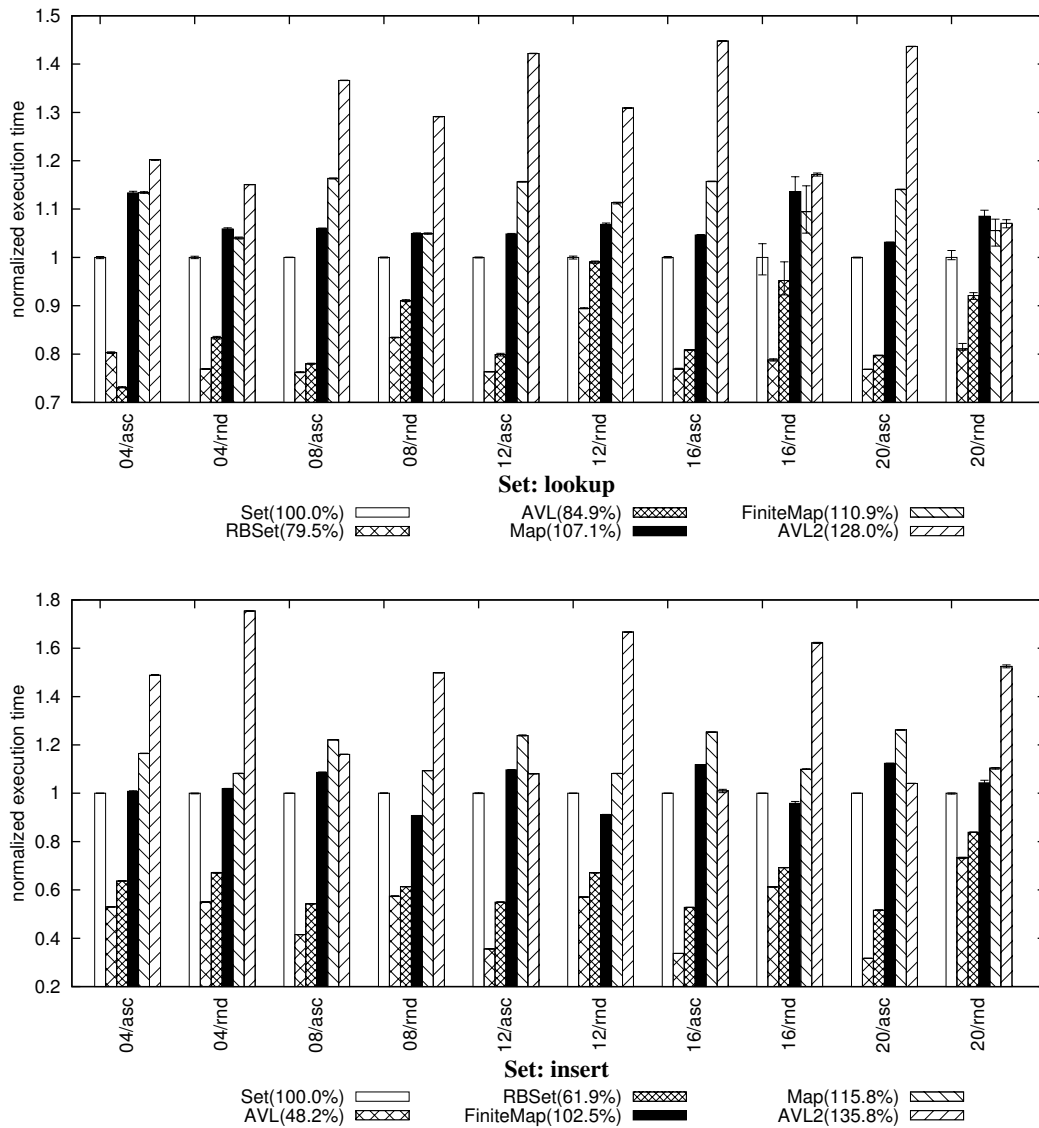 1.5
1.4
1.3
1.2
1.1
1
0.9
0.8
0.7
normalized execution time
04/asc
04/rnd
08/asc
08/rnd
12/asc
12/rnd
16/asc
16/rnd
20/asc
20/rnd
Set: lookup
Set(100.0%) AVL(84.9%) FiniteMap(110.9%)
RBSet(79.5%) Map(107.1%) AVL2(128.0%)
1.8
1.6
1.4
1.2
1
0.8
0.6
0.4
0.2
normalized execution time
04/asc
04/rnd
08/asc
08/rnd
12/asc
12/rnd
16/asc
16/rnd
20/asc
20/rnd
Set: insert
Set(100.0%) RBSet(61.9%) Map(115.8%)
AVL(48.2%) FiniteMap(102.5%) AVL2(135.8%)